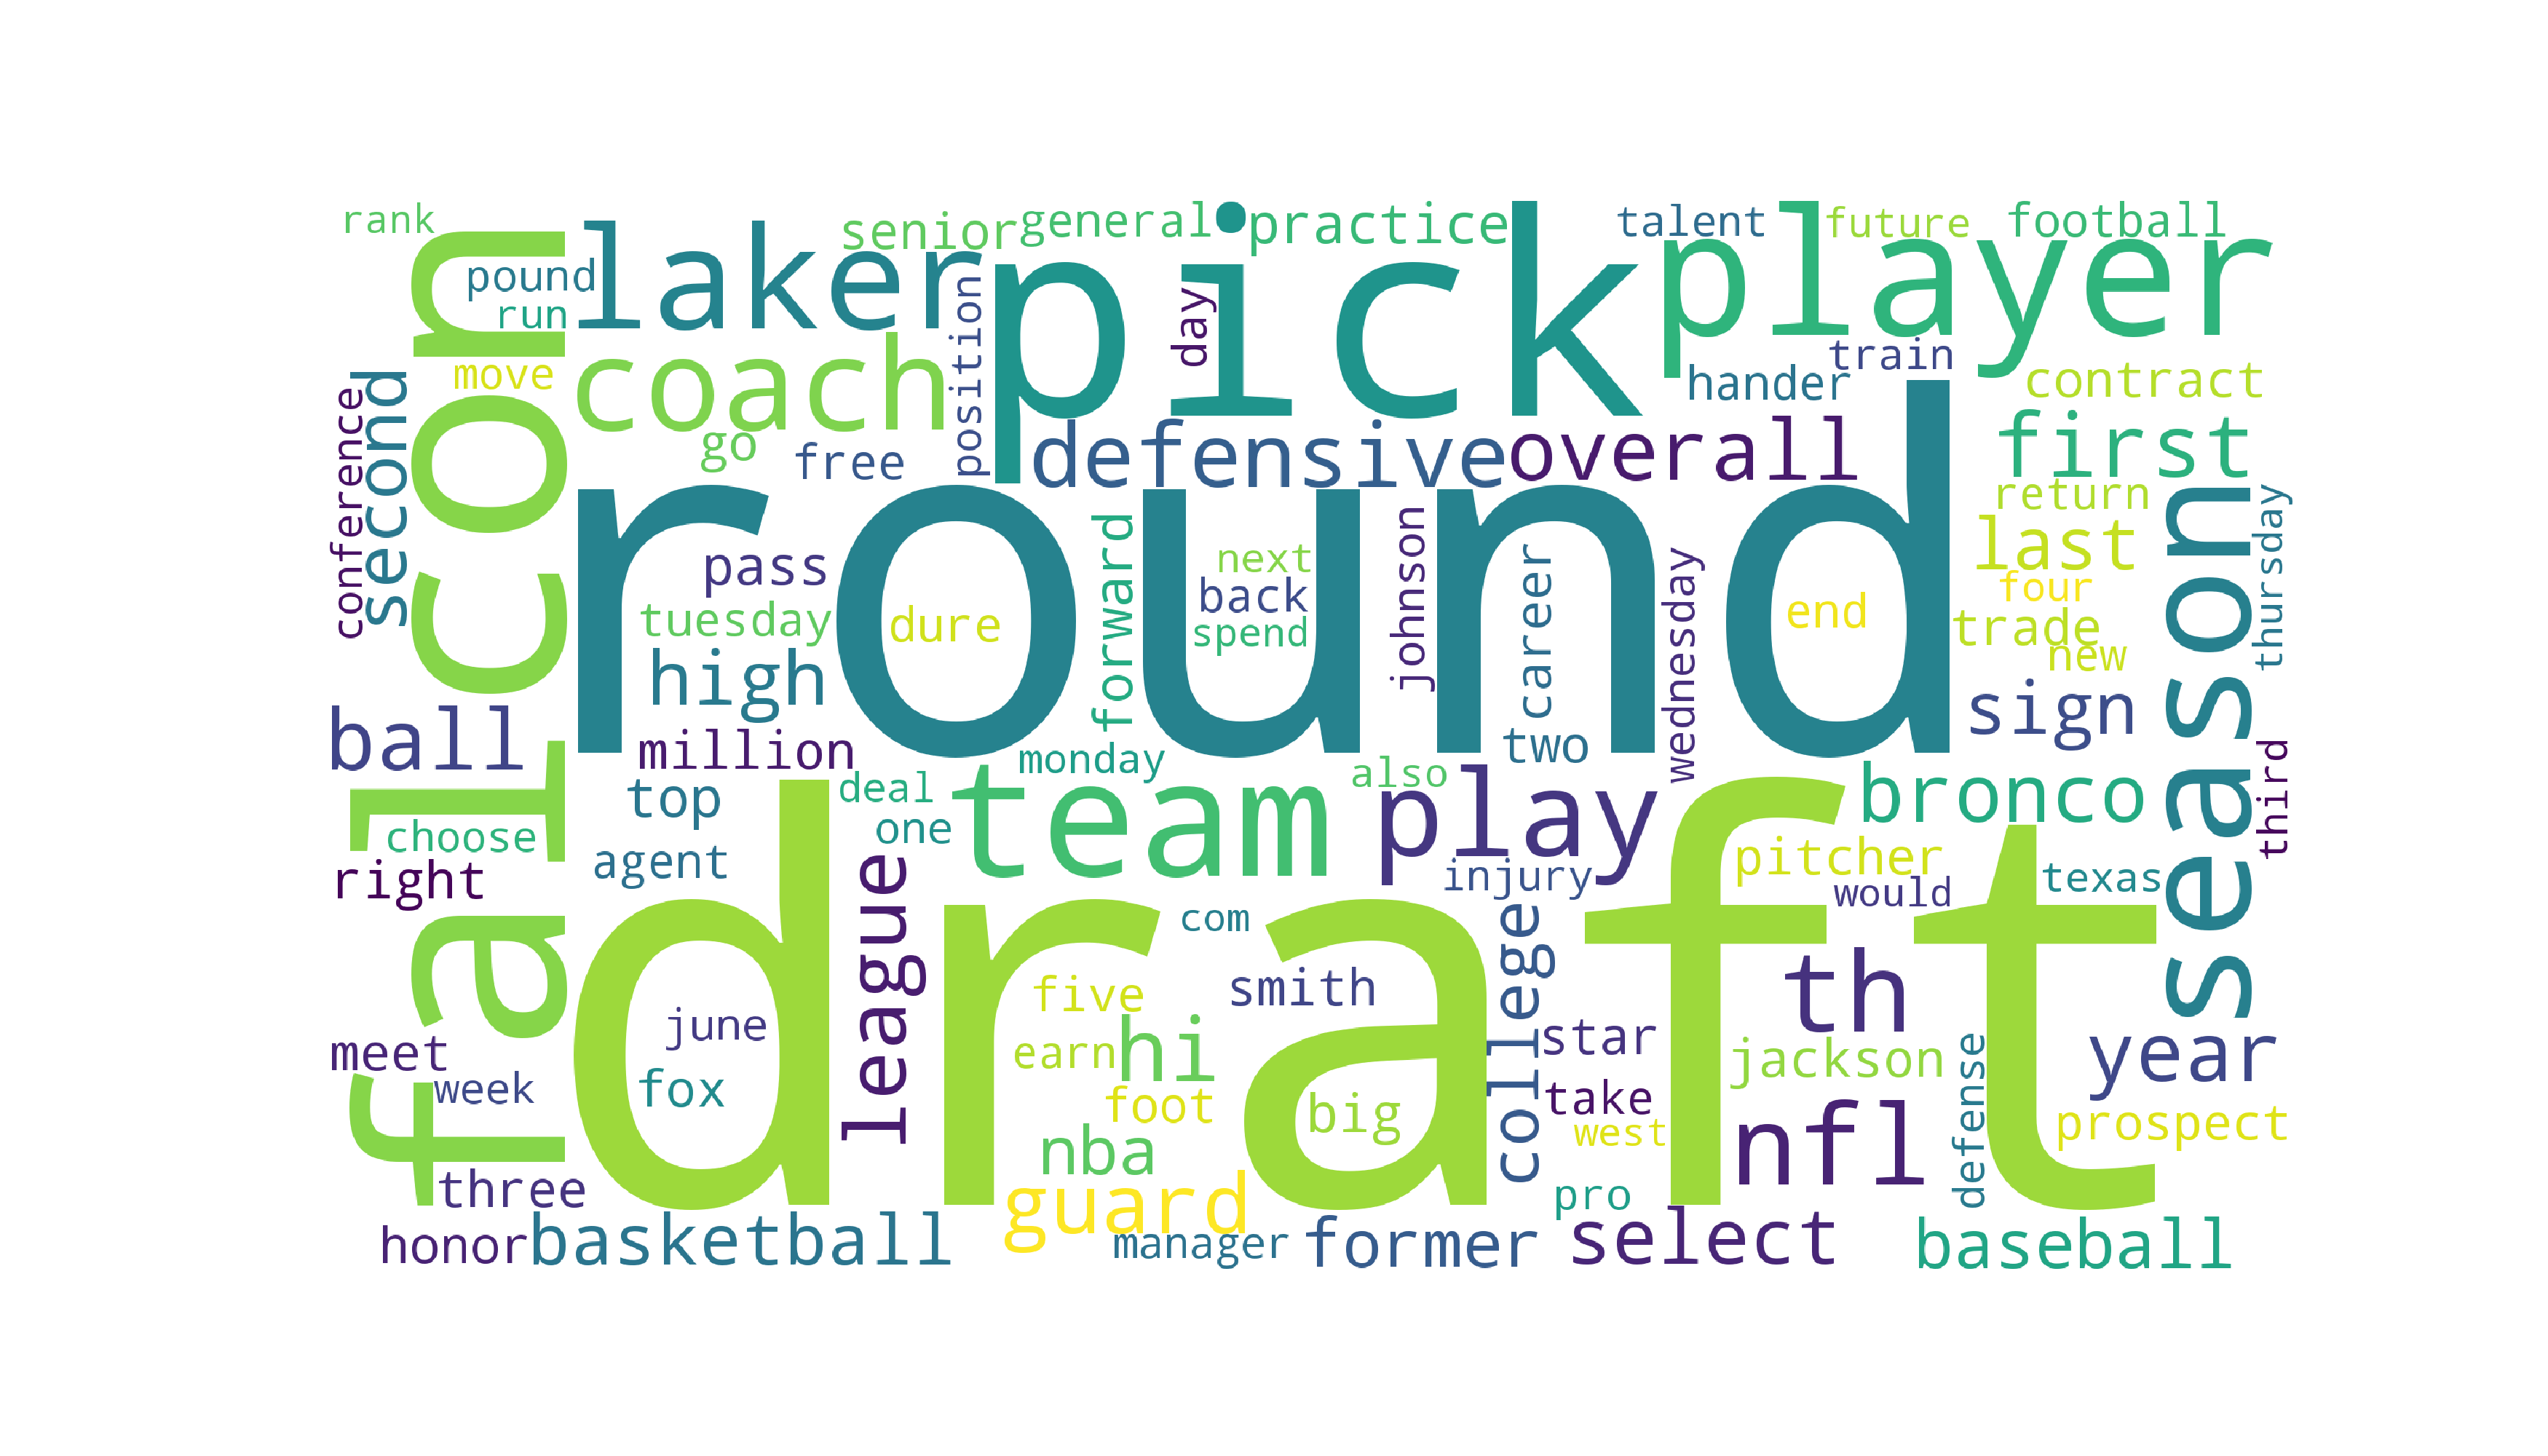 rank
senior
general
practice
talent
future
football
pound
run
laker
pick
player
falcon
move
coach
position
day
hander
train
contract
conference
second
go
free
defensive
overall
first
return
last
thursday
round
pass
forward
next
back
spend
johnson
career
wednesday
four
trade
new
tuesday
dure
end
season
high
sign
ball
million
monday
two
third
top
deal
one
team
also
play
bronco
choose
agent
injury
pitcher
texas
right
league
com
would
draft
june
five
smith
college
th
meet
week
fox
earn
hi
star
jackson
defense
year
foot
big
take
nfl
prospect
nba
west
three
guard
pro
honor
basketball
manager
former
select
baseball